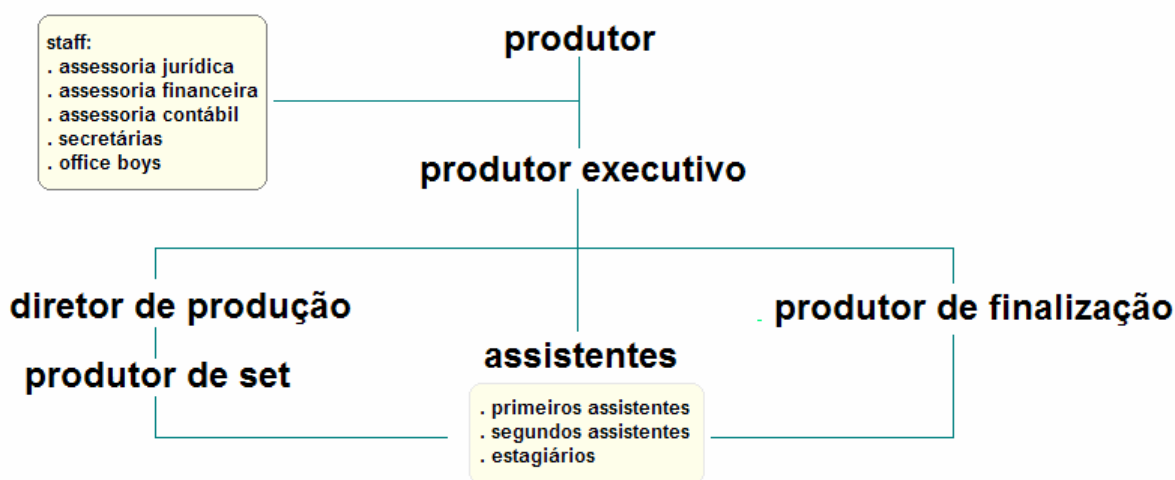 produtor
staff:
. assessoria jurídica
. assessoria financeira
. assessoria contábil
. secretárias
. office boys
produtor executivo
diretor de produção
produtor de finalização
assistentes
produtor de set
. primeiros assistentes
. segundos assistentes
. estagiários